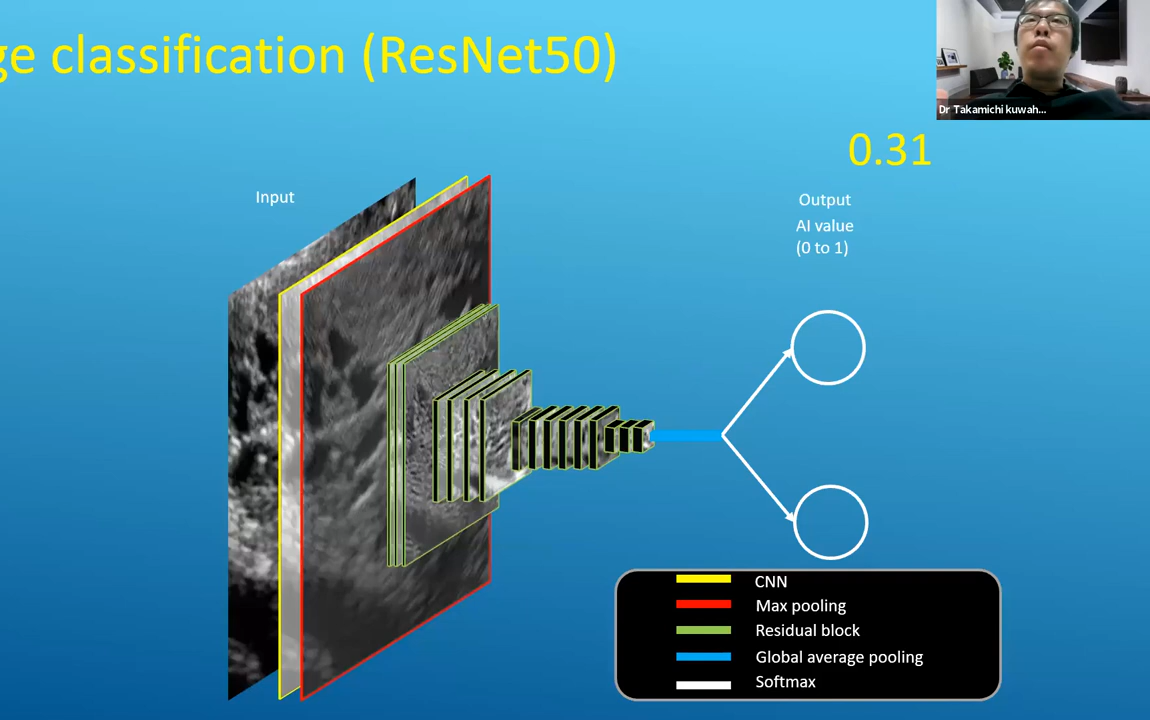 ge classification (ResNet50)
Dr Takamichi kuwah...
0.31
Input
Output
AI value
(0 to 1)
CNN
Max pooling
Residual block
Global average pooling
Softmax